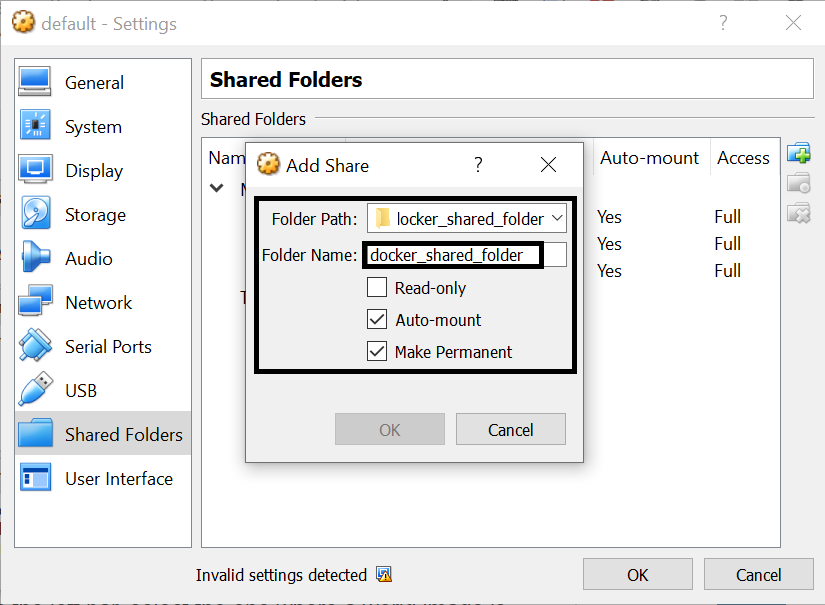 default - Settings
?
General
System
Display
Storage
Audio
Network
Serial Ports
USB
Shared Folders
User Interface
Shared Folders
Shared Folders
Nam
Auto-mount
Access
Yes
Full
Yes
Full
Yes
Full
Add Share
?
Folder Path:
locker_shared_folder
Folder Name:
docker_shared_folder
Read-only
Auto-mount
Make Permanent
OK
Cancel
Invalid settings detected
OK
Cancel